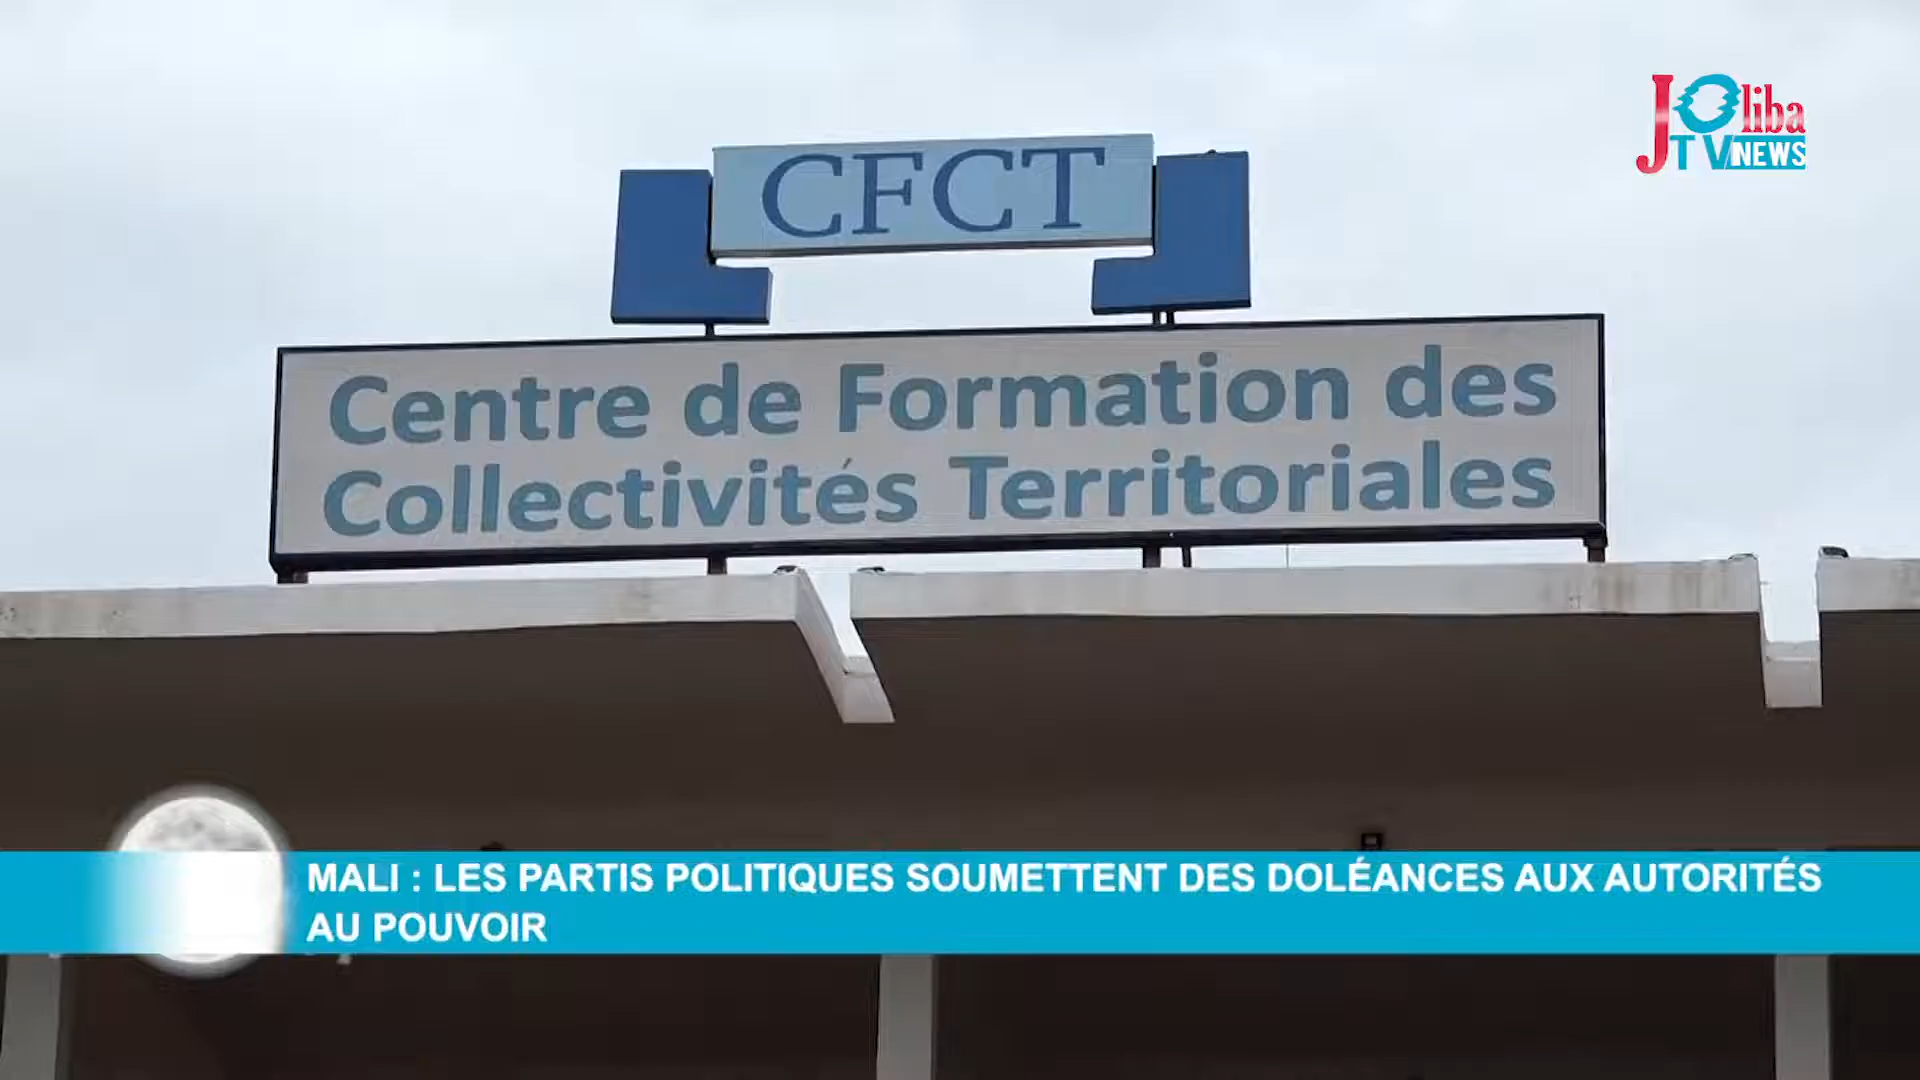 Joliba
TV NEWS
CFCT
Centre de Formation des
Collectivités Territoriales
MALI : LES PARTIS POLITIQUES SOUMETTENT DES DOLÉANCES AUX AUTORITÉS
AU POUVOIR